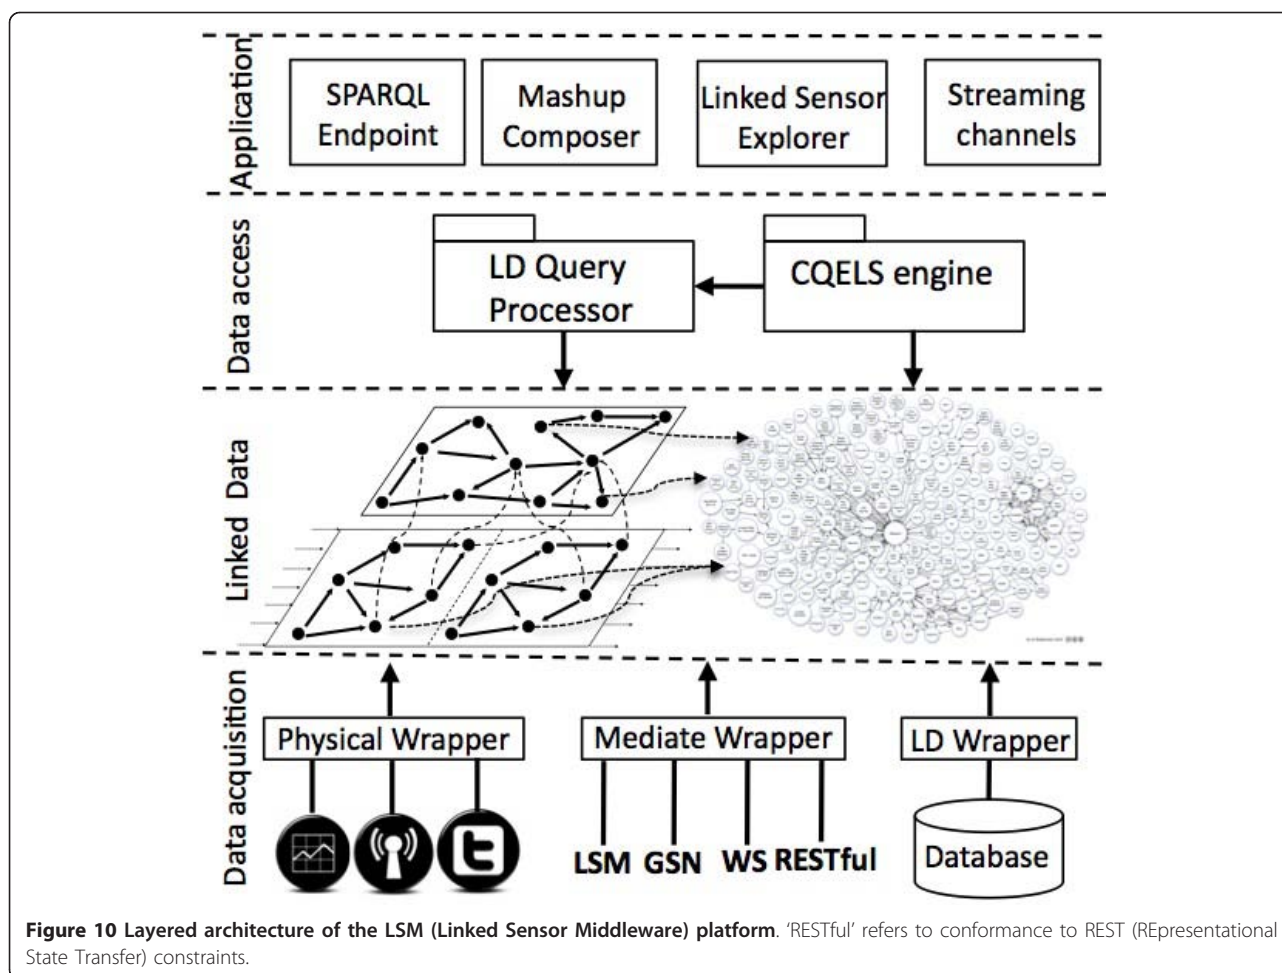 Application
SPARQL
Endpoint
Mashup
Composer
Linked Sensor
Explorer
Streaming
channels
Data access
LD Query
Processor
CQELS engine
Linked Data
Data acquisition
Physical Wrapper
Mediate Wrapper
LD Wrapper
LSM GSN WS RESTful
Database
Figure 10 Layered architecture of the LSM (Linked Sensor Middleware) platform. ‘RESTful’ refers to conformance to REST (REpresentational
State Transfer) constraints.